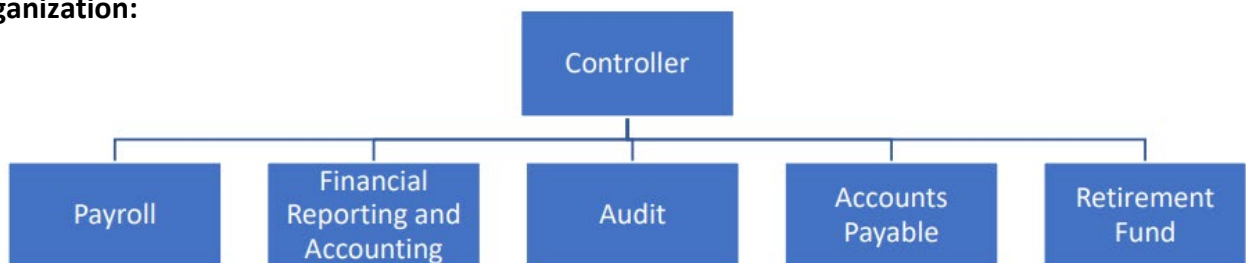 ganization:
Controller
Payroll
Financial
Reporting and
Accounting
Audit
Accounts
Payable
Retirement
Fund